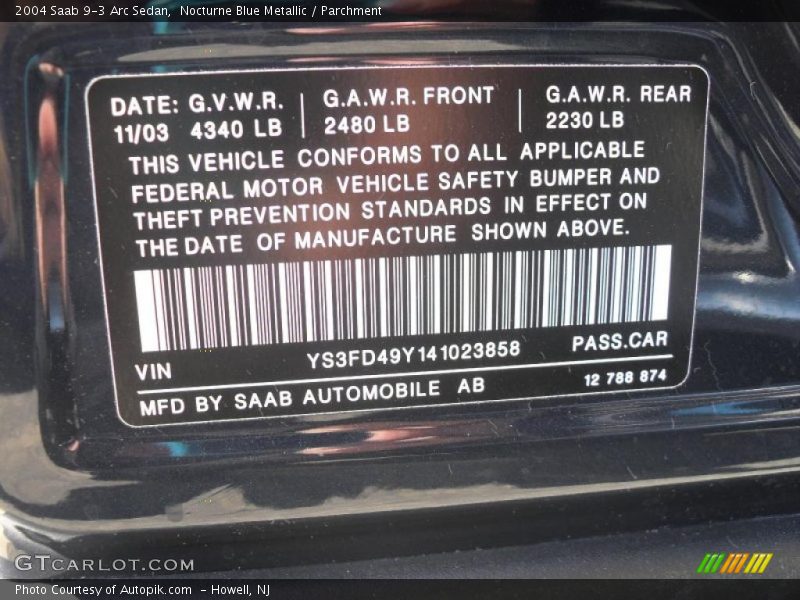 2004 Saab 9-3 Arc Sedan,  Nocturne Blue Metallic / Parchment
DATE: G.V.W.R. | G.A.W.R. FRONT | G.A.W.R. REAR
11/03 4340 LB 2480 LB 2230 LB
THIS VEHICLE CONFORMS TO ALL APPLICABLE
FEDERAL MOTOR VEHICLE SAFETY BUMPER AND
THEFT PREVENTION STANDARDS IN EFFECT ON
THE DATE OF MANUFACTURE SHOWN ABOVE.
VIN YS3FD49Y141023858 PASS.CAR
MFD BY SAAB AUTOMOBILE AB 12 788 874
GTCARLOT.COM
Photo Courtesy of Autopik.com  - Howell, NJ